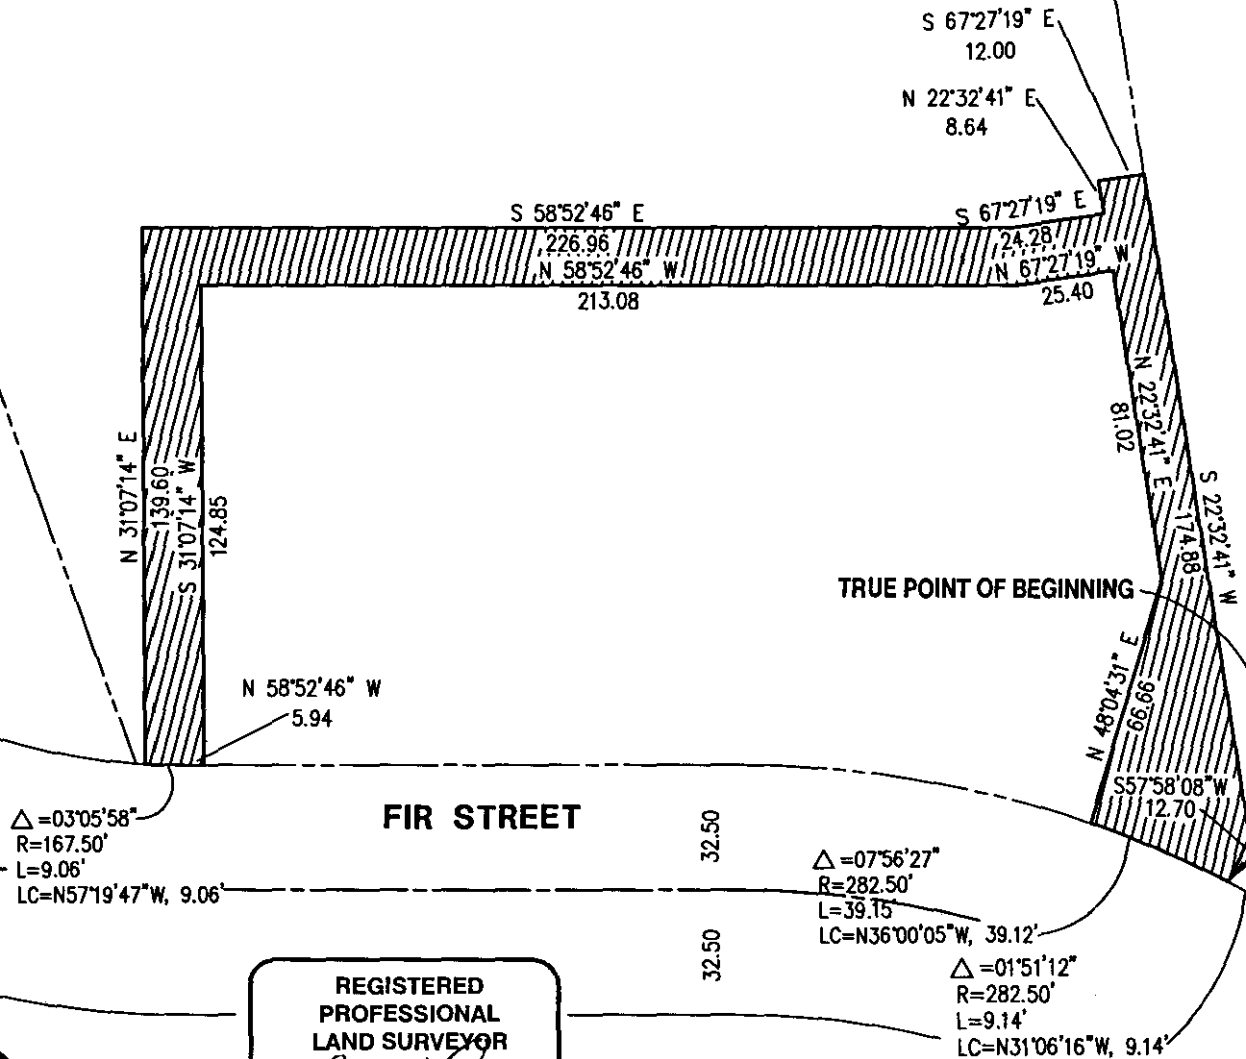 S 67°27'19" E
12.00
N 22°32'41" E
8.64
S 58°52'46" E
226.96
N 58°52'46" W
213.08
S 67°27'19" E
24.28
N 67°27'19" W
25.40
N 31°07'14" E
139.60
S 31°07'14" W
124.85
N 22°32'41" E
81.02
S 22°32'41" W
174.88
TRUE POINT OF BEGINNING
N 48°04'31" E
66.66
N 58°52'46" W
5.94
S57°58'08"W
12.70
FIR STREET
32.50
32.50
△=03°05'58"
R=167.50'
L=9.06'
LC=N57°19'47"W, 9.06'
△=07°56'27"
R=282.50'
L=39.15'
LC=N36°00'05"W, 39.12'
△=01°51'12"
R=282.50'
L=9.14'
LC=N31°06'16"W, 9.14'
REGISTERED
PROFESSIONAL
LAND SURVEYOR